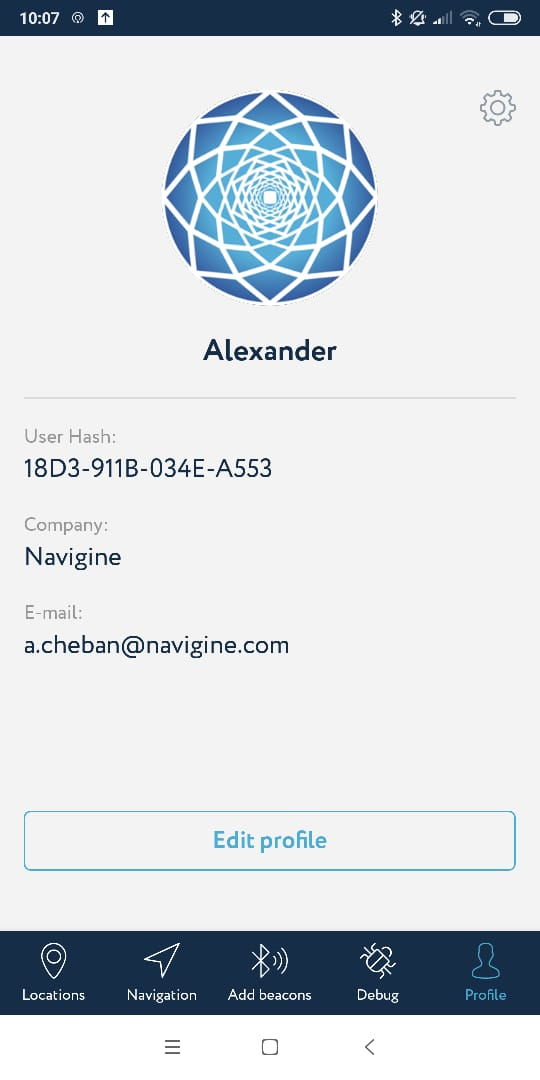 10:07
Alexander
User Hash:
18D3-911B-034E-A553
Company:
Navigine
E-mail:
a.cheban@navigine.com
Edit profile
Locations Navigation Add beacons Debug Profile